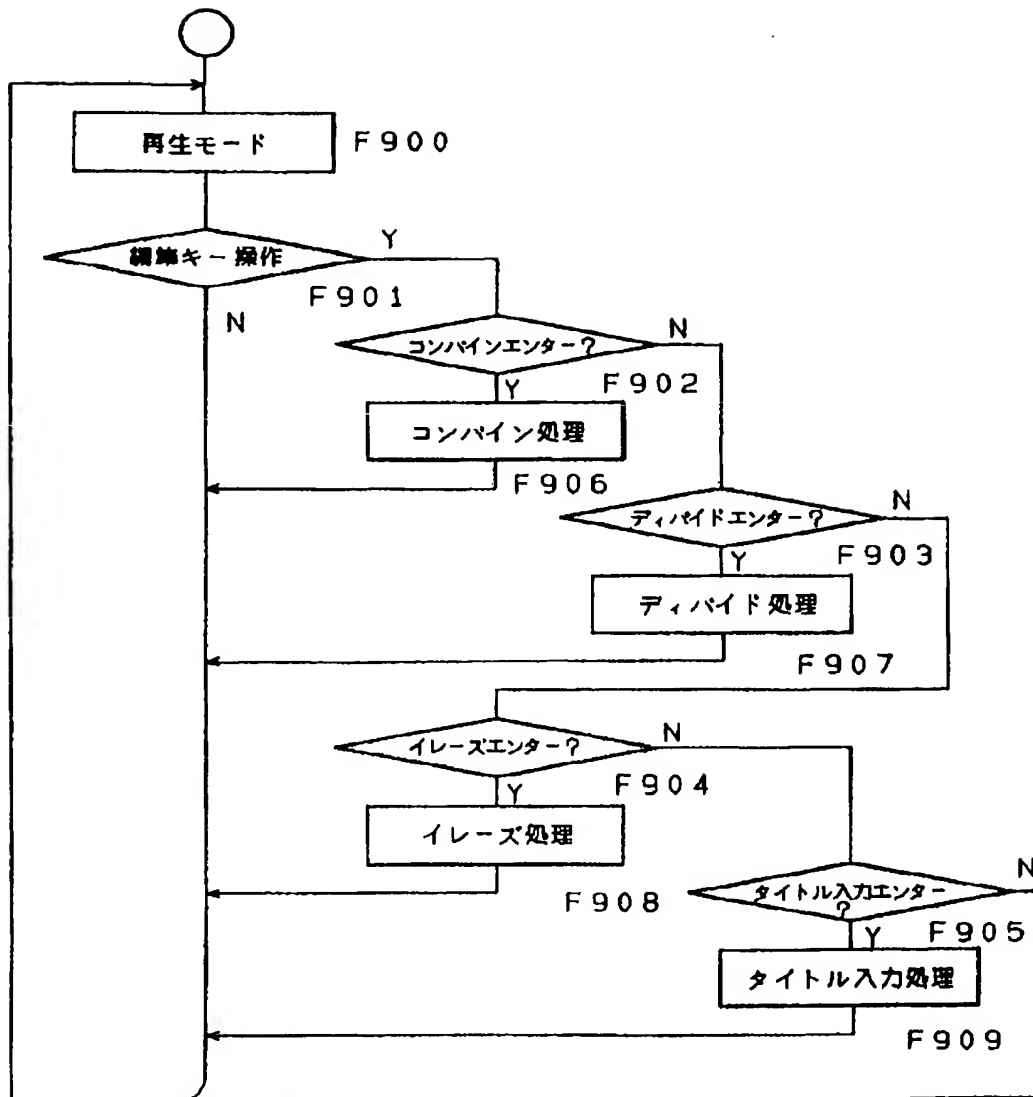 再生モード
F900
編集キー操作
Y
F901
N
コンバインエンター?
N
F902
Y
コンバイン処理
F906
ディバイドエンター?
N
F903
Y
ディバイド処理
F907
イレーズエンター?
N
F904
Y
イレーズ処理
F908
タイトル入力エンター
?
N
F905
Y
タイトル入力処理
F909